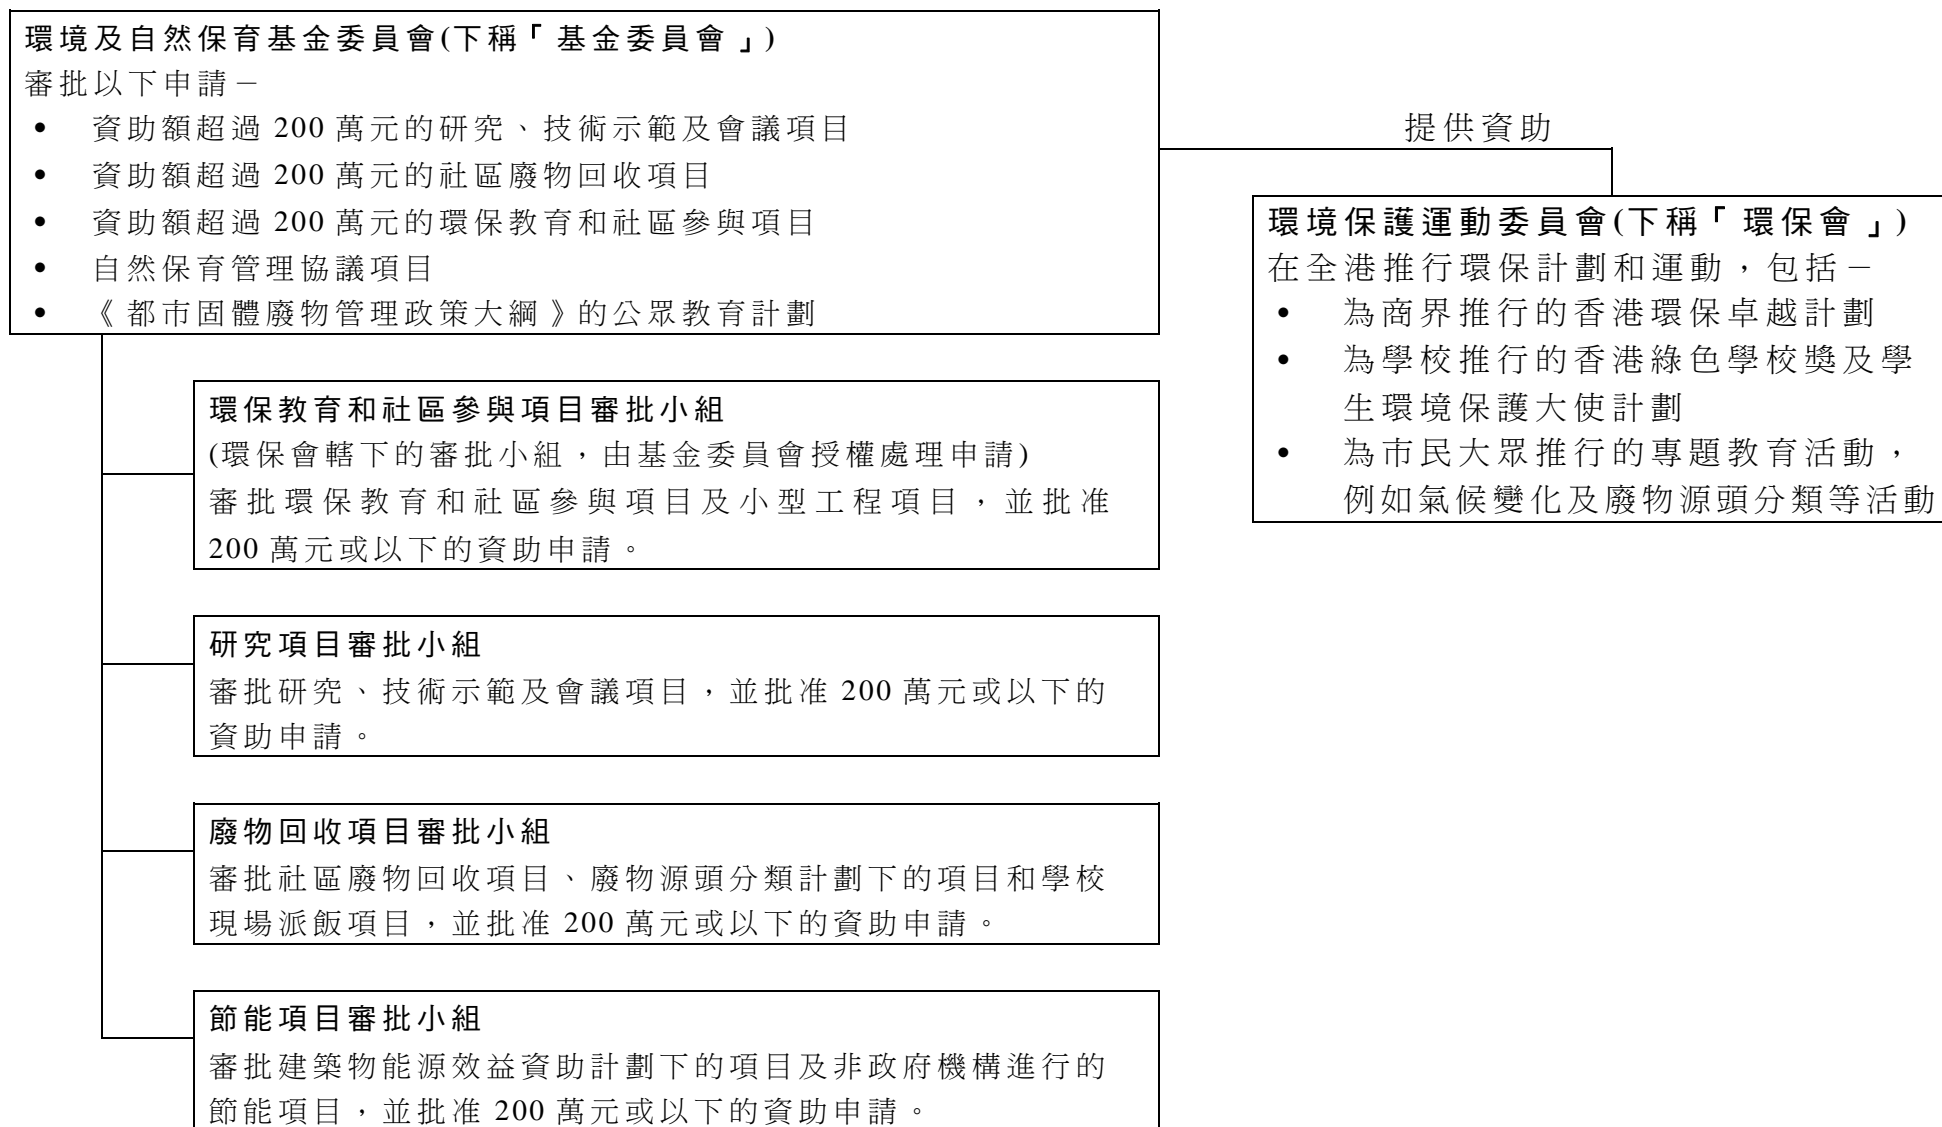 環境及自然保育基金委員會(下稱「基金委員會」)
審批以下申請－
• 資助額超過 200 萬元的研究、技術示範及會議項目
• 資助額超過 200 萬元的社區廢物回收項目
• 資助額超過 200 萬元的環保教育和社區參與項目
• 自然保育管理協議項目
• 《都市固體廢物管理政策大綱》的公眾教育計劃
提供資助
環境保護運動委員會(下稱「環保會」)
在全港推行環保計劃和運動，包括－
• 為商界推行的香港環保卓越計劃
• 為學校推行的香港綠色學校獎及學
生環境保護大使計劃
• 為市民大眾推行的專題教育活動，
例如氣候變化及廢物源頭分類等活動
環保教育和社區參與項目審批小組
(環保會轄下的審批小組，由基金委員會授權處理申請)
審批環保教育和社區參與項目及小型工程項目，並批准
200 萬元或以下的資助申請。
研究項目審批小組
審批研究、技術示範及會議項目，並批准 200 萬元或以下的
資助申請。
廢物回收項目審批小組
審批社區廢物回收項目、廢物源頭分類計劃下的項目和學校
現場派飯項目，並批准 200 萬元或以下的資助申請。
節能項目審批小組
審批建築物能源效益資助計劃下的項目及非政府機構進行的
節能項目，並批准 200 萬元或以下的資助申請。